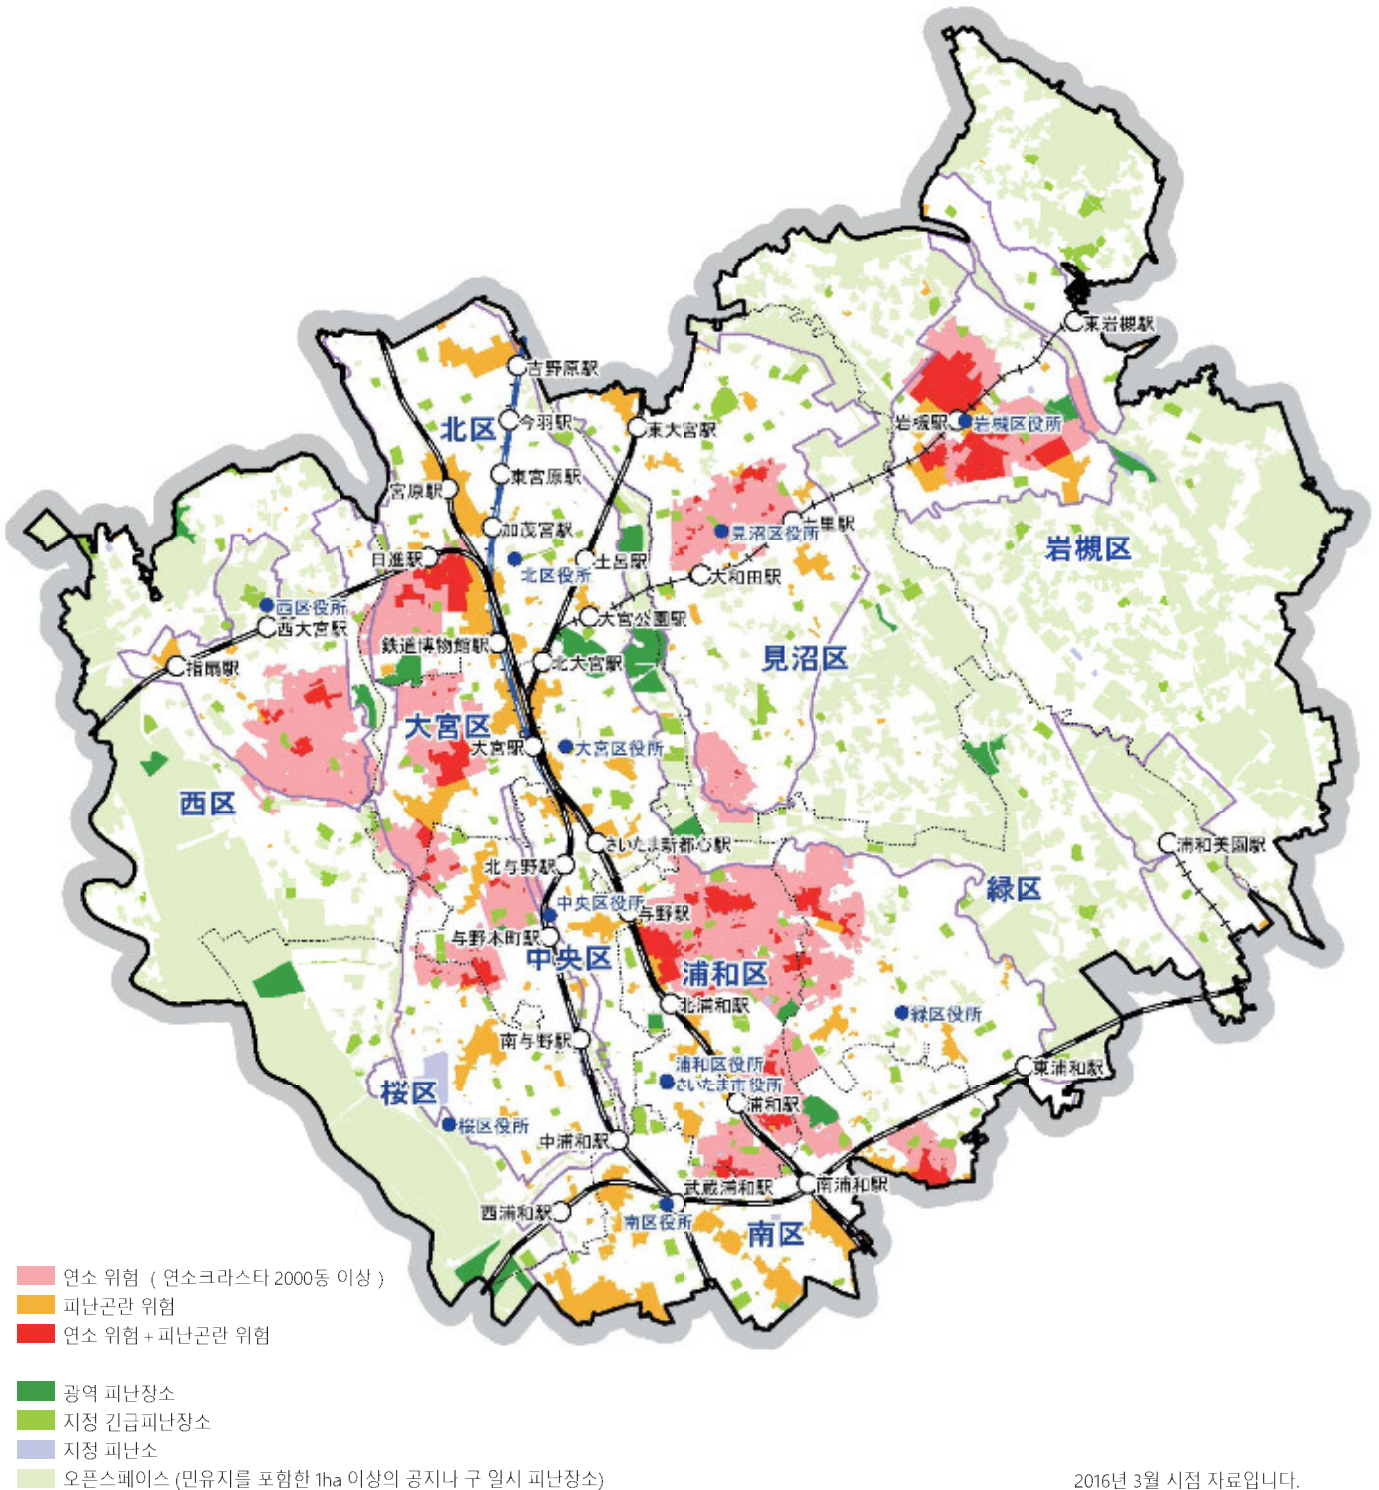 東岩槻駅
吉野原駅
今羽駅
北区
東大宮駅
岩槻駅
岩槻区役所
東宮原駅
宮原駅
加茂宮駅
七里駅
見沼区役所
岩槻区
日進駅
土呂駅
北区役所
大和田駅
西区役所
西大宮駅
大宮公園駅
鉄道博物館駅
指扇駅
北大宮駅
見沼区
大宮区
大宮駅
大宮区役所
西区
さいたま新都心駅
浦和美園駅
北与野駅
緑区
中央区役所
与野駅
与野本町駅
中央区
浦和区
北浦和駅
緑区役所
南与野駅
浦和区役所
さいたま市役所
東浦和駅
桜区
浦和駅
桜区役所
中浦和駅
武蔵浦和駅
南浦和駅
西浦和駅
南区役所
南区
연소 위험 ( 연소크라스타 2000동 이상 )
피난곤란 위험
연소 위험 + 피난곤란 위험
광역 피난장소
지정 긴급피난장소
지정 피난소
오픈스페이스 (민유지를 포함한 1ha 이상의 공지나 구 일시 피난장소)
2016년 3월 시점 자료입니다.